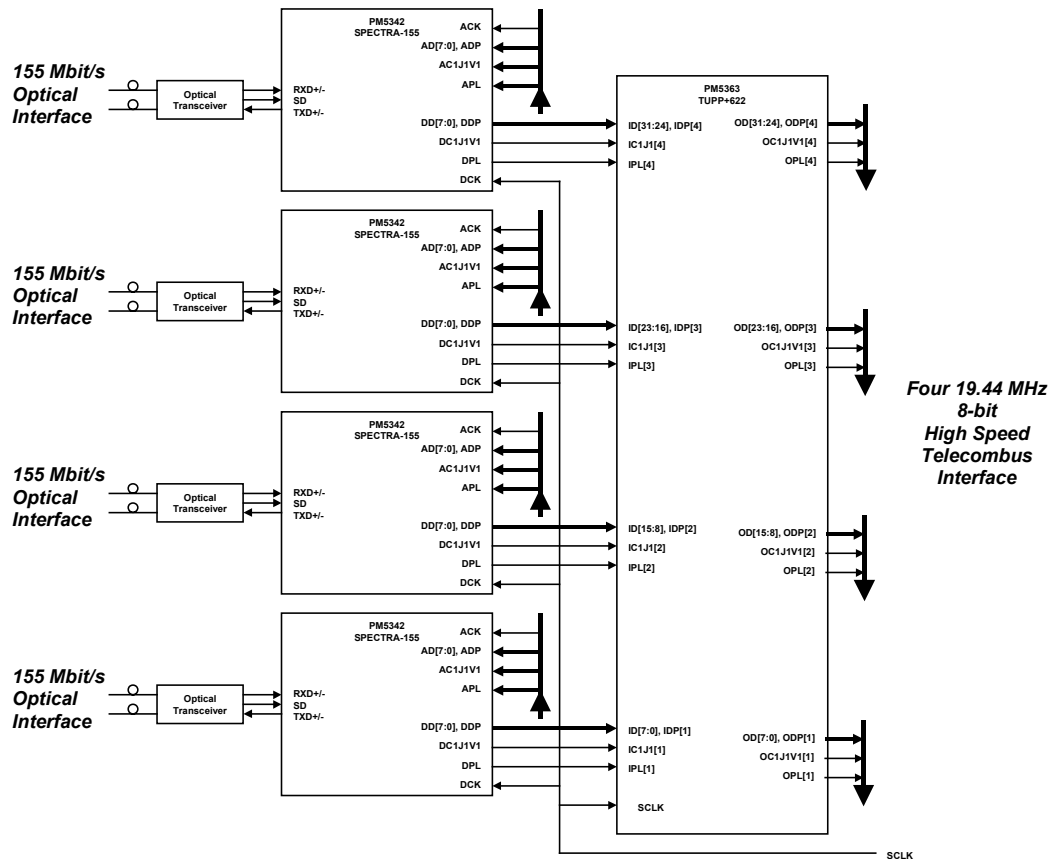 155 Mbit/s
Optical
Interface
Optical
Transceiver
RXD+/-
SD
TXD+/-
PM5342
SPECTRA-155
ACK
AD[7:0], ADP
AC1J1V1
APL
DD[7:0], DDP
DC1J1V1
DPL
DCK
155 Mbit/s
Optical
Interface
Optical
Transceiver
RXD+/-
SD
TXD+/-
PM5342
SPECTRA-155
ACK
AD[7:0], ADP
AC1J1V1
APL
DD[7:0], DDP
DC1J1V1
DPL
DCK
155 Mbit/s
Optical
Interface
Optical
Transceiver
RXD+/-
SD
TXD+/-
PM5342
SPECTRA-155
ACK
AD[7:0], ADP
AC1J1V1
APL
DD[7:0], DDP
DC1J1V1
DPL
DCK
155 Mbit/s
Optical
Interface
Optical
Transceiver
RXD+/-
SD
TXD+/-
PM5342
SPECTRA-155
ACK
AD[7:0], ADP
AC1J1V1
APL
DD[7:0], DDP
DC1J1V1
DPL
DCK
PM5363
TUPP+622
ID[31:24], IDP[4]
IC1J1[4]
IPL[4]
OD[31:24], ODP[4]
OC1J1V1[4]
OPL[4]
ID[23:16], IDP[3]
IC1J1[3]
IPL[3]
OD[23:16], ODP[3]
OC1J1V1[3]
OPL[3]
ID[15:8], IDP[2]
IC1J1[2]
IPL[2]
OD[15:8], ODP[2]
OC1J1V1[2]
OPL[2]
ID[7:0], IDP[1]
IC1J1[1]
IPL[1]
OD[7:0], ODP[1]
OC1J1V1[1]
OPL[1]
SCLK
Four 19.44 MHz
8-bit
High Speed
Telecombus
Interface
SCLK